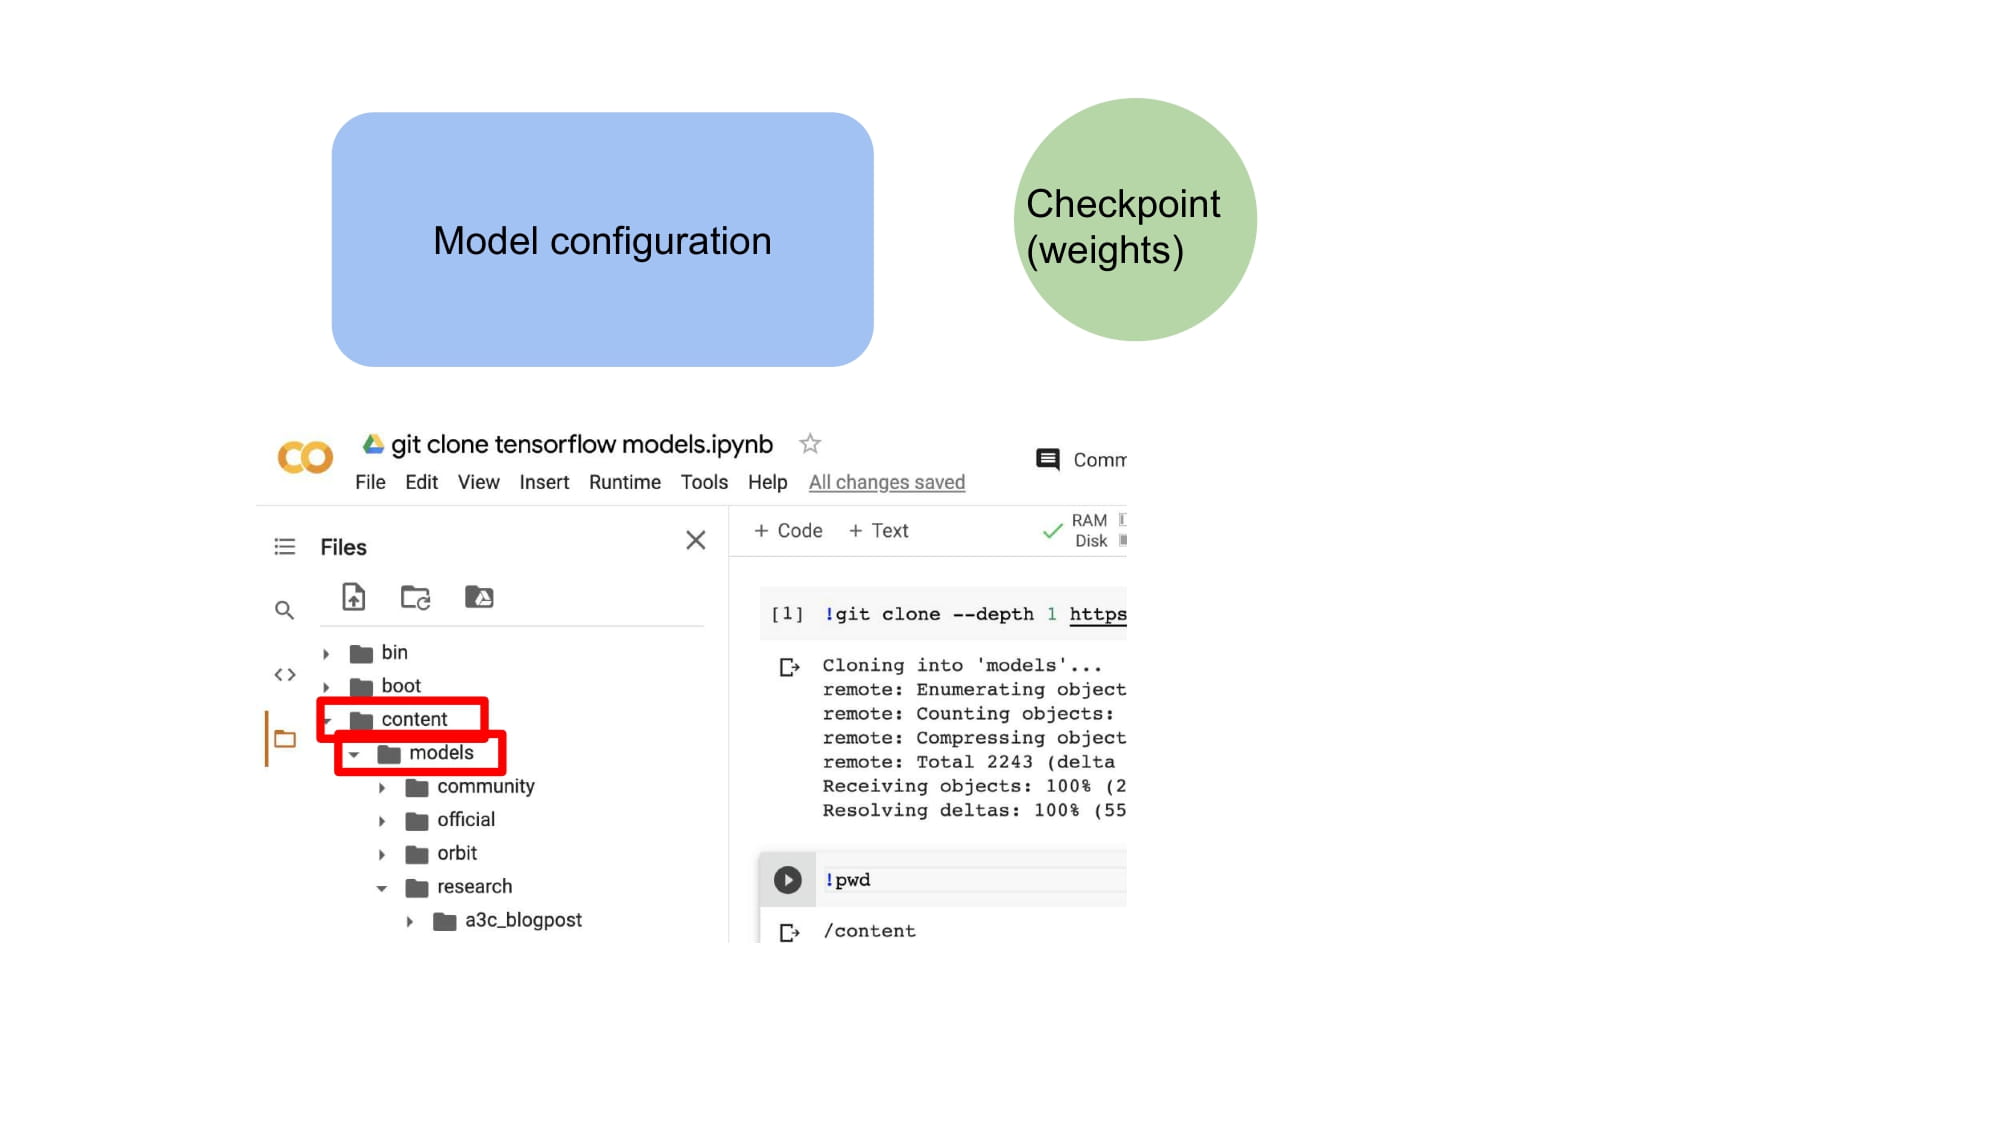 Model configuration
Checkpoint
(weights)
git clone tensorflow models.ipynb
File Edit View Insert Runtime Tools Help All changes saved
Comm
Files
+ Code + Text
RAM
Disk
[1] !git clone --depth 1 https
Cloning into 'models'...
remote: Enumerating object
remote: Counting objects:
remote: Compressing object
remote: Total 2243 (delta
Receiving objects: 100% (2
Resolving deltas: 100% (55
bin
boot
content
models
community
official
orbit
research
a3c_blogpost
!pwd
/content